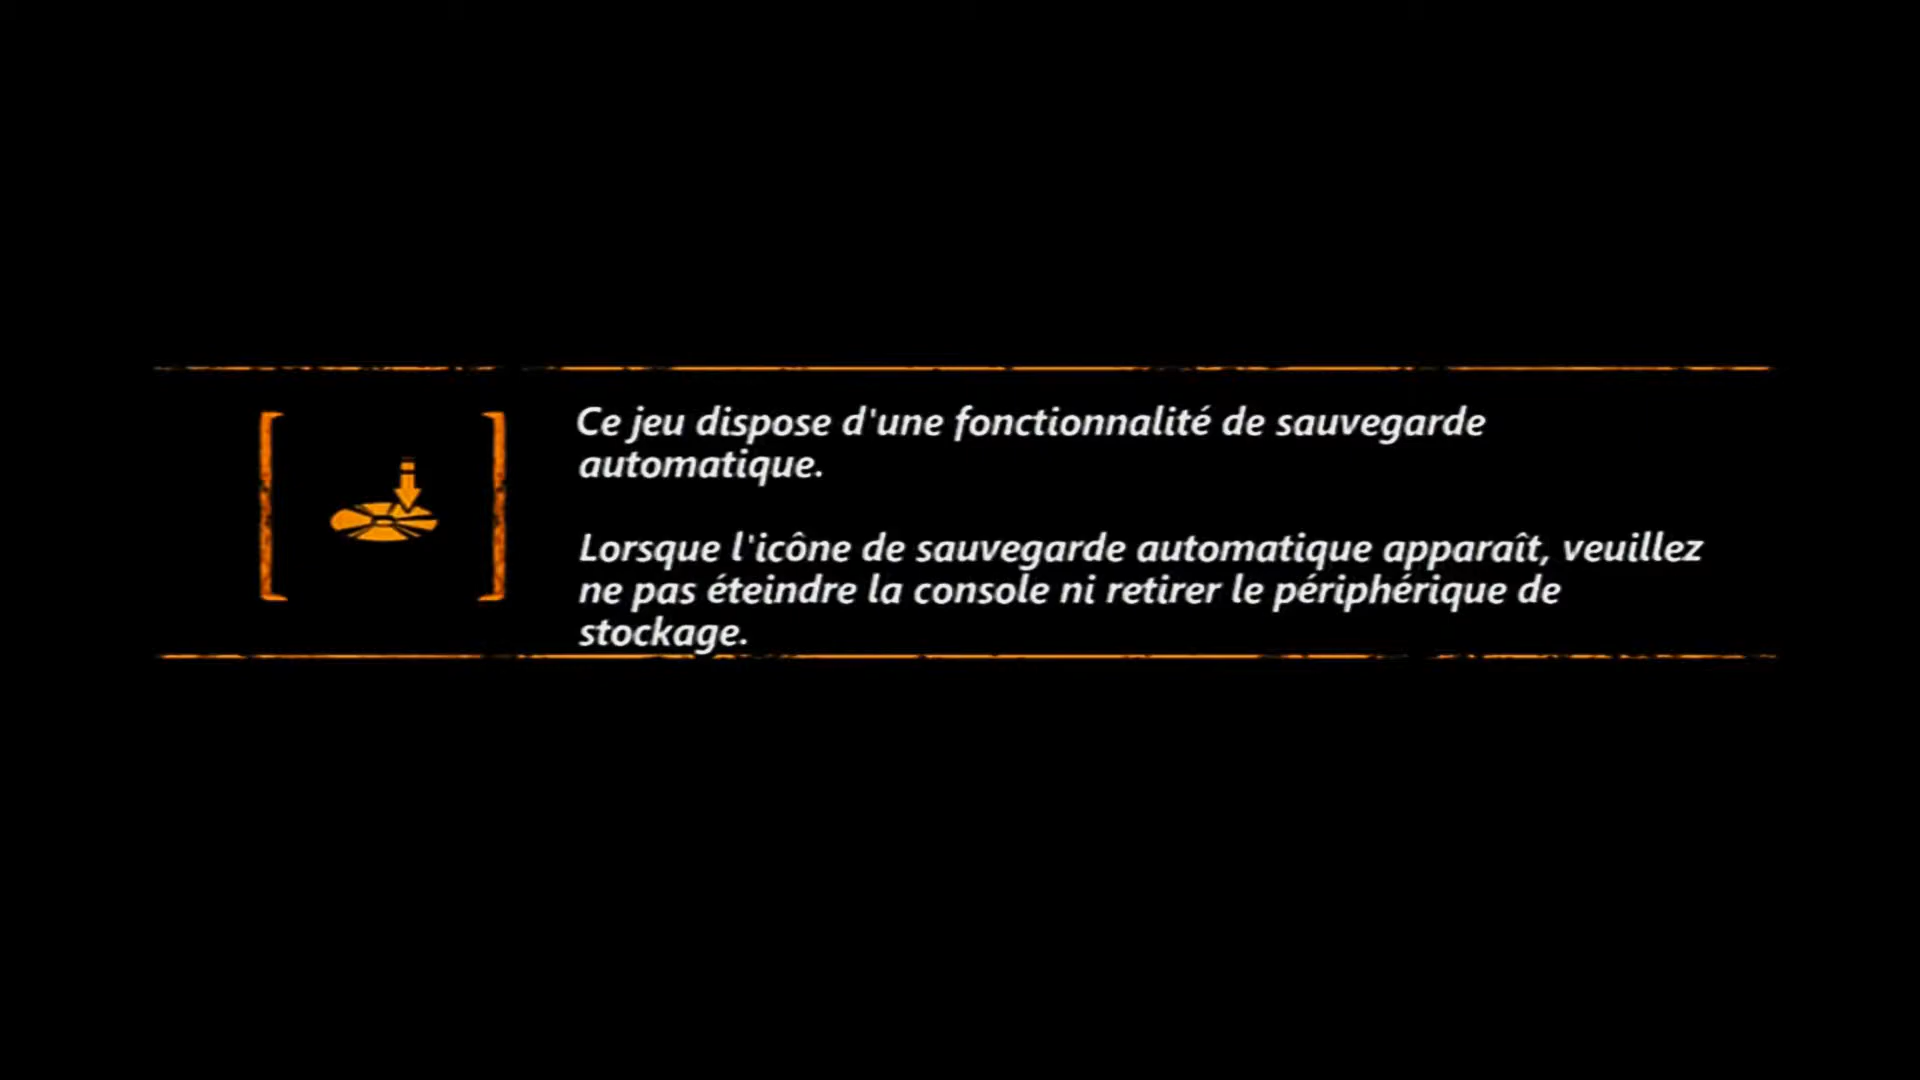 Ce jeu dispose d'une fonctionnalité de sauvegarde
automatique.
Lorsque l'icône de sauvegarde automatique apparaît, veuillez
ne pas éteindre la console ni retirer le périphérique de
stockage.